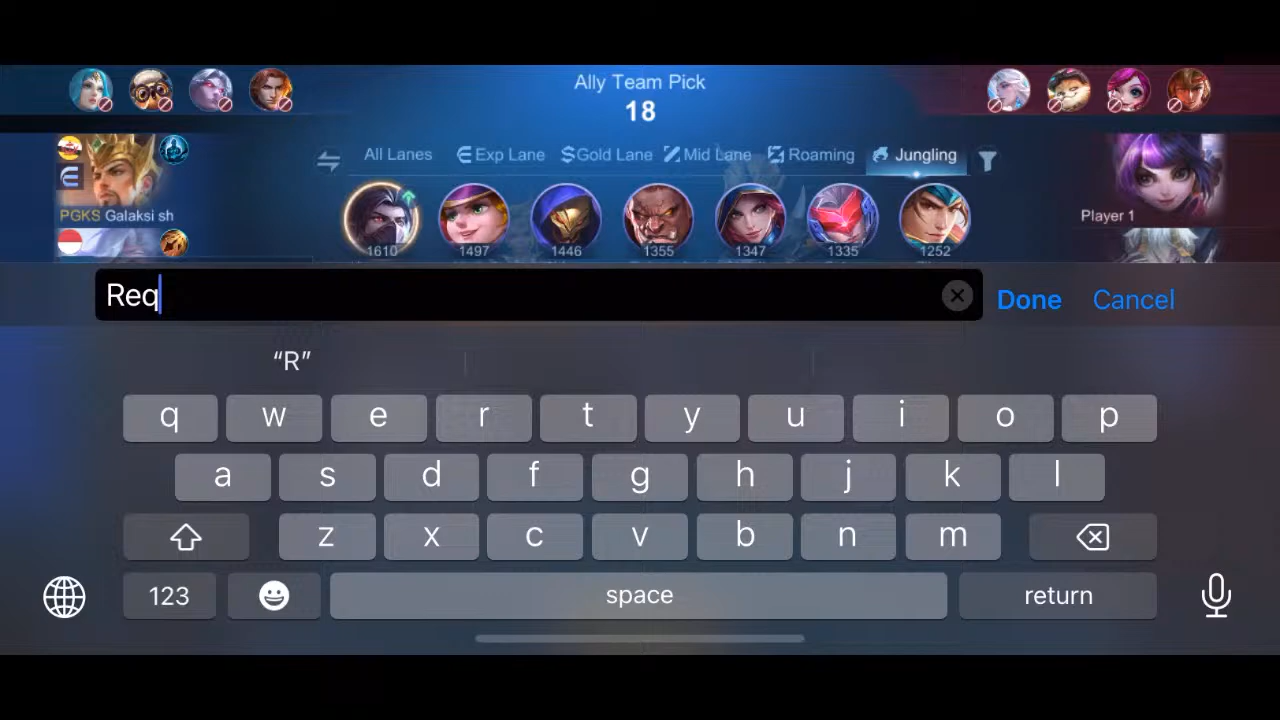 Ally Team Pick
18
All Lanes Exp Lane Gold Lane Mid Lane Roaming Jungling
PGKS Galaksi sh
Player 1
1610 1497 1446 1355 1347 1335 1252
Req
Done Cancel
“R”
q w e r t y u i o p
a s d f g h j k l
z x c v b n m
123 space return